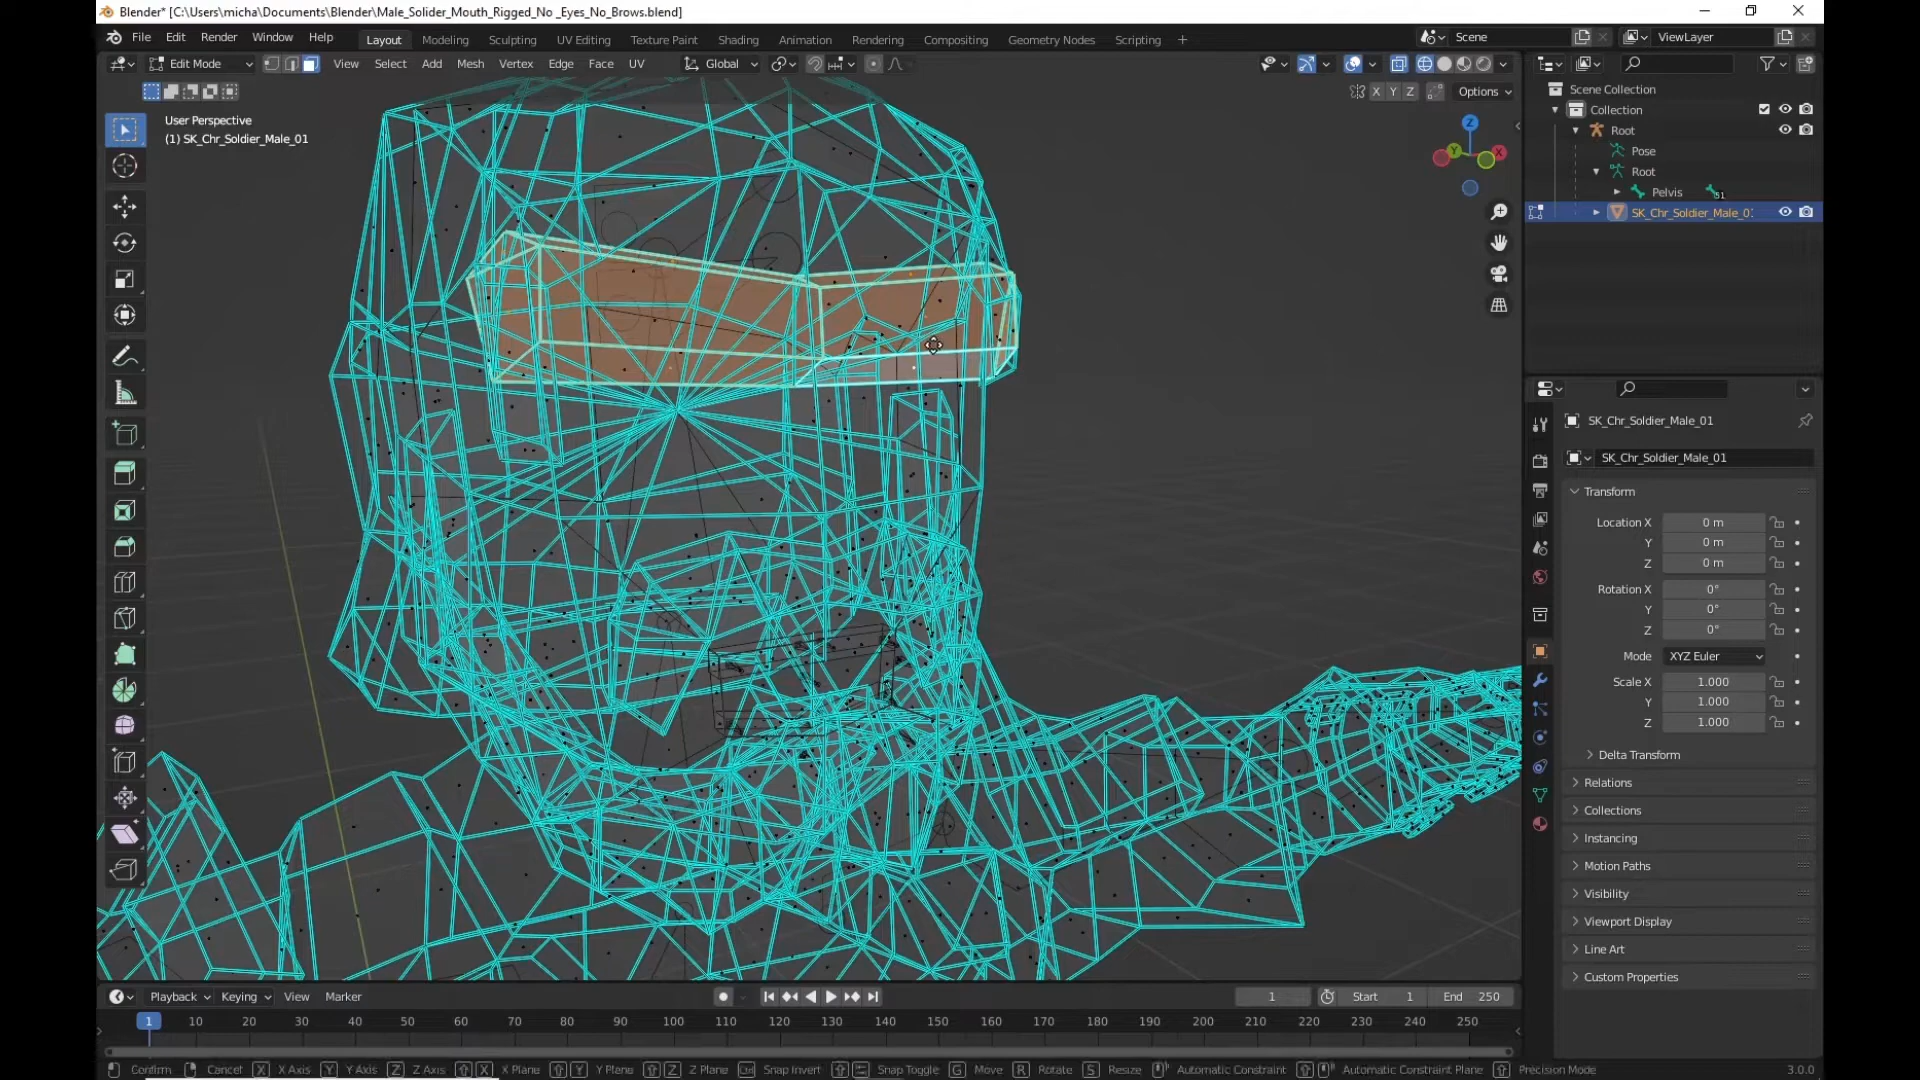 Blender* [C:\Users\micha\Documents\Blender\Male_Solider_Mouth_Rigged_No _Eyes_No_Brows.blend]
File Edit Render Window Help Layout Modeling Sculpting UV Editing Texture Paint Shading Animation Rendering Compositing Geometry Nodes Scripting + Scene ViewLayer
Edit Mode View Select Add Mesh Vertex Edge Face UV Global
X Y Z Options
User Perspective
(1) SK_Chr_Soldier_Male_01
Z
Y X
Scene Collection
Collection
Root
Pose
Root
Pelvis 51
SK_Chr_Soldier_Male_0
SK_Chr_Soldier_Male_01
SK_Chr_Soldier_Male_01
Transform
Location X 0 m
Y 0 m
Z 0 m
Rotation X 0°
Y 0°
Z 0°
Mode XYZ Euler
Scale X 1.000
Y 1.000
Z 1.000
Delta Transform
Relations
Collections
Instancing
Motion Paths
Visibility
Viewport Display
Line Art
Custom Properties
Playback Keying View Marker 1 Start 1 End 250
1 10 20 30 40 50 60 70 80 90 100 110 120 130 140 150 160 170 180 190 200 210 220 230 240 250
Confirm Cancel X X Axis Y Y Axis Z Z Axis X X Plane Y Y Plane Z Z Plane Ctrl Snap Invert Snap Toggle G Move R Rotate S Resize Automatic Constraint Automatic Constraint Plane Precision Mode 3.0.0